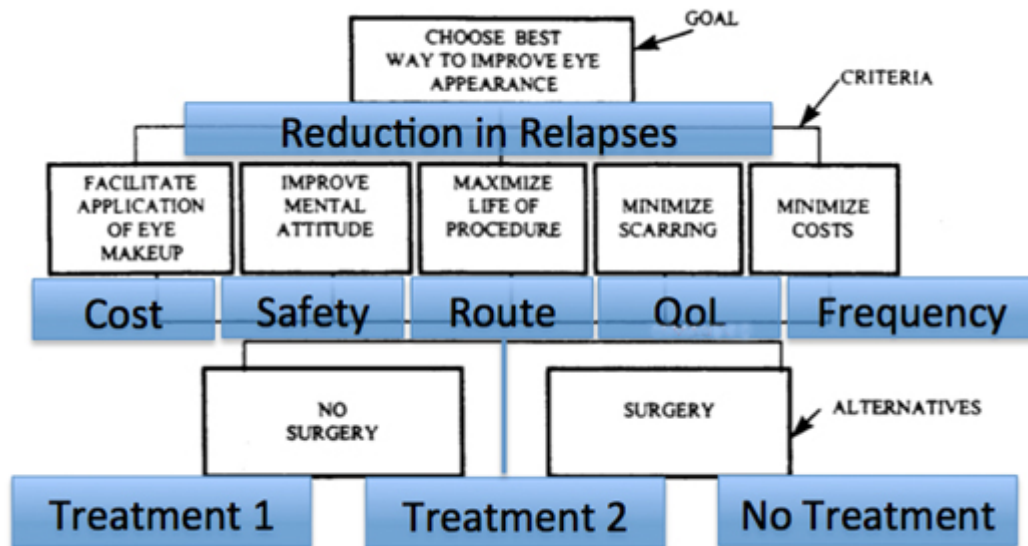 GOAL
CHOOSE BEST
WAY TO IMPROVE EYE
APPEARANCE
CRITERIA
Reduction in Relapses
FACILITATE
APPLICATION
OF EYE
MAKEUP
IMPROVE
MENTAL
ATTITUDE
MAXIMIZE
LIFE OF
PROCEDURE
MINIMIZE
SCARRING
MINIMIZE
COSTS
Cost
Safety
Route
QoL
Frequency
NO
SURGERY
SURGERY
ALTERNATIVES
Treatment 1
Treatment 2
No Treatment